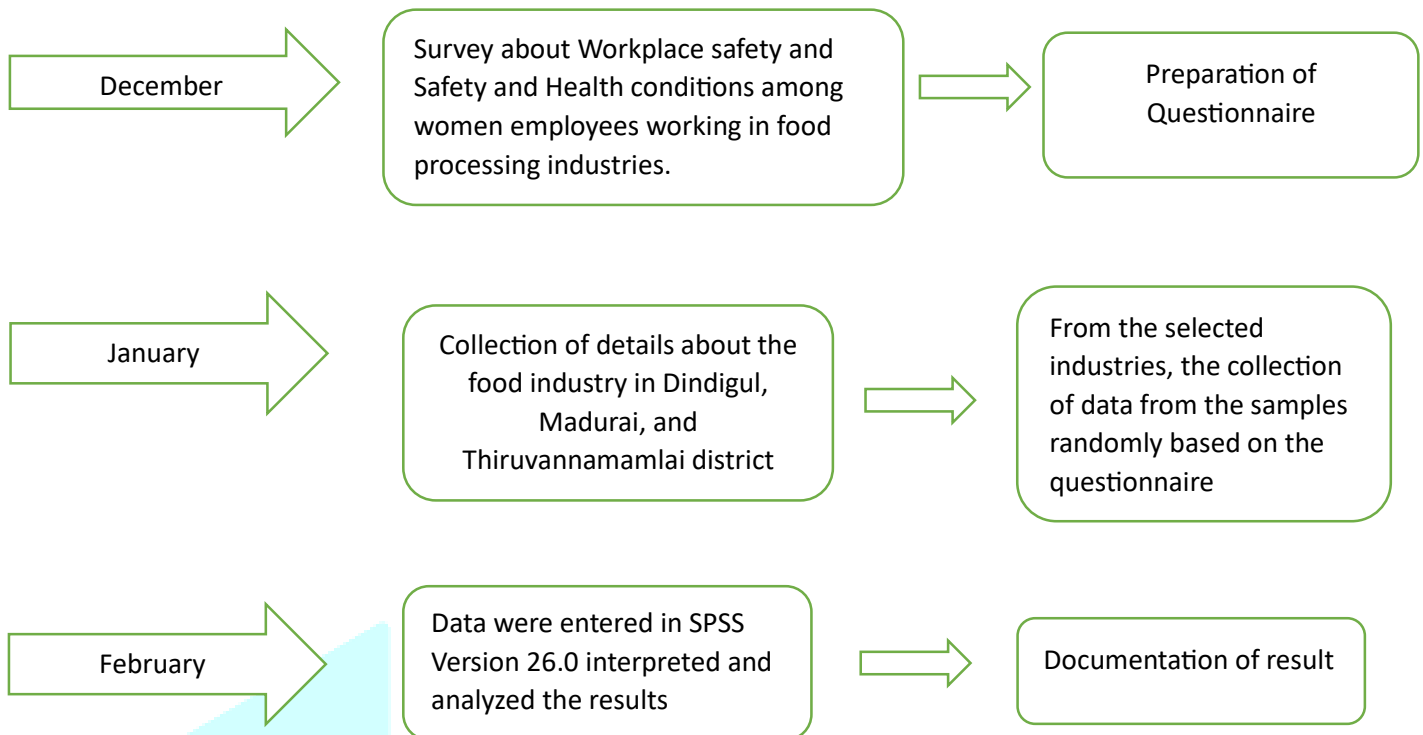 December
Survey about Workplace safety and
Safety and Health conditions among
women employees working in food
processing industries.
Preparation of
Questionnaire
January
Collection of details about the
food industry in Dindigul,
Madurai, and
Thiruvannamamlai district
From the selected
industries, the collection
of data from the samples
randomly based on the
questionnaire
February
Data were entered in SPSS
Version 26.0 interpreted and
analyzed the results
Documentation of result